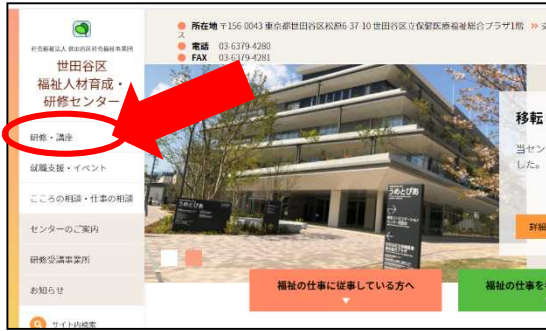 社会福祉法人 世田谷区社会福祉事業団
世田谷区
福祉人材育成・
研修センター
研修・講座
就職支援・イベント
こころの相談・仕事の相談
センターのご案内
研修受講事業所
お知らせ
サイト内検索
所在地 〒156-0043 東京都世田谷区松原6-37-10 世田谷区立保健医療福祉総合プラザ1階 >> 交
ス
電話 03-6379-4280
FAX 03-6379-4281
移転
当セン
した。
詳細
うめとぴあ
うめとぴあ
福祉の仕事に従事している方へ
福祉の仕事を